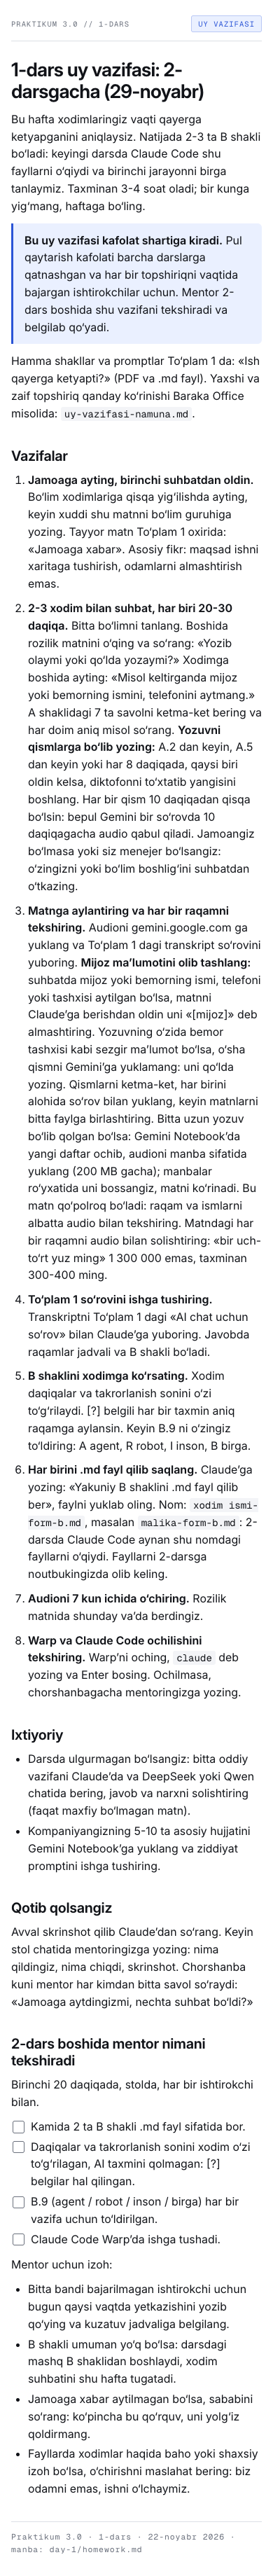 PRAKTIKUM 3.0 // 1-DARS
UY VAZIFASI
1-dars uy vazifasi: 2-
darsgacha (29-noyabr)
Bu hafta xodimlaringiz vaqti qayerga
ketyapganini aniqlaysiz. Natijada 2-3 ta B shakli
bo‘ladi: keyingi darsda Claude Code shu
fayllarni o‘qiydi va birinchi jarayonni birga
tanlaymiz. Taxminan 3-4 soat oladi; bir kunga
yig‘mang, haftaga bo‘ling.
Bu uy vazifasi kafolat shartiga kiradi. Pul
qaytarish kafolati barcha darslarga
qatnashgan va har bir topshiriqni vaqtida
bajargan ishtirokchilar uchun. Mentor 2-
dars boshida shu vazifani tekshiradi va
belgilab qo‘yadi.
Hamma shakllar va promptlar To‘plam 1 da: «Ish
qayerga ketyapti?» (PDF va .md fayl). Yaxshi va
zaif topshiriq qanday ko‘rinishi Baraka Office
misolida: uy-vazifasi-namuna.md.
Vazifalar
1. Jamoaga ayting, birinchi suhbatdan oldin.
Bo‘lim xodimlariga qisqa yig‘ilishda ayting,
keyin xuddi shu matnni bo‘lim guruhiga
yozing. Tayyor matn To‘plam 1 oxirida:
«Jamoaga xabar». Asosiy fikr: maqsad ishni
xaritaga tushirish, odamlarni almashtirish
emas.
2. 2-3 xodim bilan suhbat, har biri 20-30
daqiqa. Bitta bo‘limni tanlang. Boshida
rozilik matnini o‘qing va so‘rang: «Yozib
olaymi yoki qo‘lda yozaymi?» Xodimga
boshida ayting: «Misol keltirganda mijoz
yoki bemorning ismini, telefonini aytmang.»
A shaklidagi 7 ta savolni ketma-ket bering va
har doim aniq misol so‘rang. Yozuvni
qismlarga bo‘lib yozing: A.2 dan keyin, A.5
dan keyin yoki har 8 daqiqada, qaysi biri
oldin kelsa, diktofonni to‘xtatib yangisini
boshlang. Har bir qism 10 daqiqadan qisqa
bo‘lsin: bepul Gemini bir so‘rovda 10
daqiqagacha audio qabul qiladi. Jamoangiz
bo‘lmasa yoki siz menejer bo‘lsangiz:
o‘zingizni yoki bo‘lim boshlig‘ini suhbatdan
o‘tkazing.
3. Matnga aylantiring va har bir raqamni
tekshiring. Audioni gemini.google.com ga
yuklang va To‘plam 1 dagi transkript so‘rovini
yuboring. Mijoz ma’lumotini olib tashlang:
suhbatda mijoz yoki bemorning ismi, telefoni
yoki tashxisi aytilgan bo‘lsa, matnni
Claude’ga berishdan oldin uni «[mijoz]» deb
almashtiring. Yozuvning o‘zida bemor
tashxisi kabi sezgir ma’lumot bo‘lsa, o‘sha
qismni Gemini’ga yuklamang: uni qo‘lda
yozing. Qismlarni ketma-ket, har birini
alohida so‘rov bilan yuklang, keyin matnlarni
bitta faylga birlashtiring. Bitta uzun yozuv
bo‘lib qolgan bo‘lsa: Gemini Notebook’da
yangi daftar ochib, audioni manba sifatida
yuklang (200 MB gacha); manbalar
ro‘yxatida uni bossangiz, matni ko‘rinadi. Bu
matn qo‘polroq bo‘ladi: raqam va ismlarni
albatta audio bilan tekshiring. Matndagi har
bir raqamni audio bilan solishtiring: «bir uch-
to‘rt yuz ming» 1 300 000 emas, taxminan
300-400 ming.
4. To‘plam 1 so‘rovini ishga tushiring.
Transkriptni To‘plam 1 dagi «AI chat uchun
so‘rov» bilan Claude’ga yuboring. Javobda
raqamlar jadvali va B shakli bo‘ladi.
5. B shaklini xodimga ko‘rsating. Xodim
daqiqalar va takrorlanish sonini o‘zi
to‘g‘rilaydi. [?] belgili har bir taxmin aniq
raqamga aylansin. Keyin B.9 ni o‘zingiz
to‘ldiring: A agent, R robot, I inson, B birga.
6. Har birini .md fayl qilib saqlang. Claude’ga
yozing: «Yakuniy B shaklini .md fayl qilib
ber», faylni yuklab oling. Nom: xodim ismi-
form-b.md, masalan malika-form-b.md: 2-
darsda Claude Code aynan shu nomdagi
fayllarni o‘qiydi. Fayllarni 2-darsga
noutbukingizda olib keling.
7. Audioni 7 kun ichida o‘chiring. Rozilik
matnida shunday va’da berdingiz.
8. Warp va Claude Code ochilishini
tekshiring. Warp’ni oching, claude deb
yozing va Enter bosing. Ochilmasa,
chorshanbagacha mentoringizga yozing.
Ixtiyoriy
• Darsda ulgurmagan bo‘lsangiz: bitta oddiy
vazifani Claude’da va DeepSeek yoki Qwen
chatida bering, javob va narxni solishtiring
(faqat maxfiy bo‘lmagan matn).
• Kompaniyangizning 5-10 ta asosiy hujjatini
Gemini Notebook’ga yuklang va ziddiyat
promptini ishga tushiring.
Qotib qolsangiz
Avval skrinshot qilib Claude’dan so‘rang. Keyin
stol chatida mentoringizga yozing: nima
qildingiz, nima chiqdi, skrinshot. Chorshanba
kuni mentor har kimdan bitta savol so‘raydi:
«Jamoaga aytdingizmi, nechta suhbat bo‘ldi?»
2-dars boshida mentor nimani
tekshiradi
Birinchi 20 daqiqada, stolda, har bir ishtirokchi
bilan.
Kamida 2 ta B shakli .md fayl sifatida bor.
Daqiqalar va takrorlanish sonini xodim o‘zi
to‘g‘rilagan, AI taxmini qolmagan: [?]
belgilar hal qilingan.
B.9 (agent / robot / inson / birga) har bir
vazifa uchun to‘ldirilgan.
Claude Code Warp’da ishga tushadi.
Mentor uchun izoh:
• Bitta bandi bajarilmagan ishtirokchi uchun
bugun qaysi vaqtda yetkazishini yozib
qo‘ying va kuzatuv jadvaliga belgilang.
• B shakli umuman yo‘q bo‘lsa: darsdagi
mashq B shaklidan boshlaydi, xodim
suhbatini shu hafta tugatadi.
• Jamoaga xabar aytilmagan bo‘lsa, sababini
so‘rang: ko‘pincha bu qo‘rquv, uni yolg‘iz
qoldirmang.
• Fayllarda xodimlar haqida baho yoki shaxsiy
izoh bo‘lsa, o‘chirishni maslahat bering: biz
odamni emas, ishni o‘lchaymiz.
Praktikum 3.0 · 1-dars · 22-noyabr 2026 ·
manba: day-1/homework.md